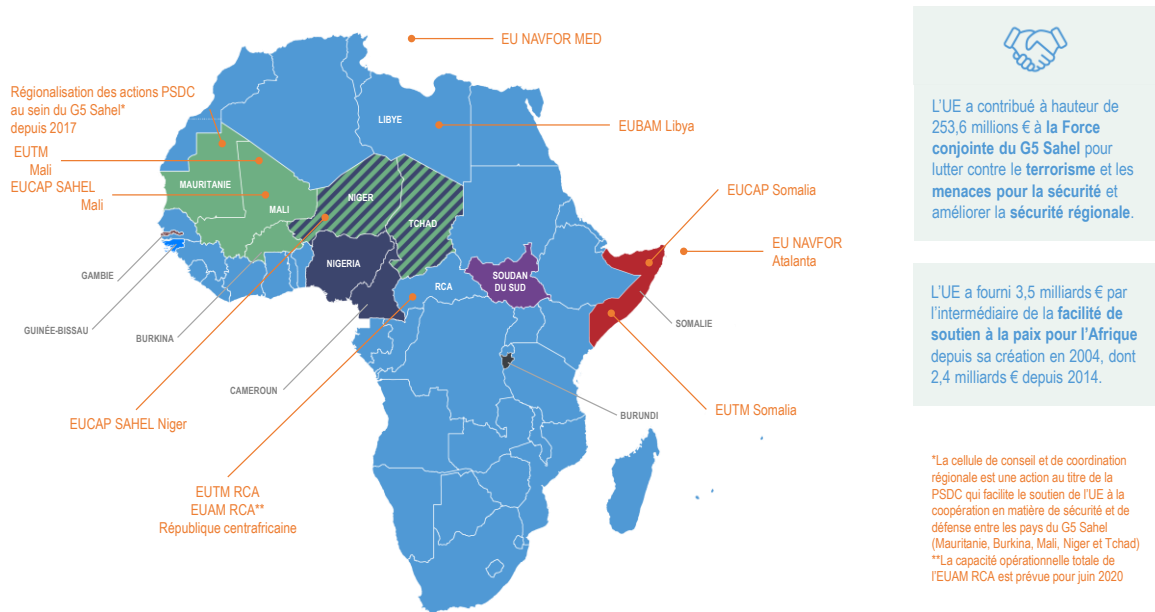 EU NAVFOR MED
Régionalisation des actions PSDC
au sein du G5 Sahel*
depuis 2017
LIBYE
EUBAM Libya
EUTM
Mali
EUCAP SAHEL
Mali
MAURITANIE
MALI
NIGER
TCHAD
EUCAP Somalia
EU NAVFOR
Atalanta
NIGERIA
SOUDAN
DU SUD
RCA
GAMBIE
GUINÉE-BISSAU
BURKINA
SOMALIE
CAMEROUN
BURUNDI
EUCAP SAHEL Niger
EUTM Somalia
EUTM RCA
EUAM RCA**
République centrafricaine
L’UE a contribué à hauteur de
253,6 millions € à la Force
conjointe du G5 Sahel pour
lutter contre le terrorisme et les
menaces pour la sécurité et
améliorer la sécurité régionale.
L’UE a fourni 3,5 milliards € par
l’intermédiaire de la facilité de
soutien à la paix pour l’Afrique
depuis sa création en 2004, dont
2,4 milliards € depuis 2014.
*La cellule de conseil et de coordination
régionale est une action au titre de la
PSDC qui facilite le soutien de l’UE à la
coopération en matière de sécurité et de
défense entre les pays du G5 Sahel
(Mauritanie, Burkina, Mali, Niger et Tchad)
**La capacité opérationnelle totale de
l’EUAM RCA est prévue pour juin 2020